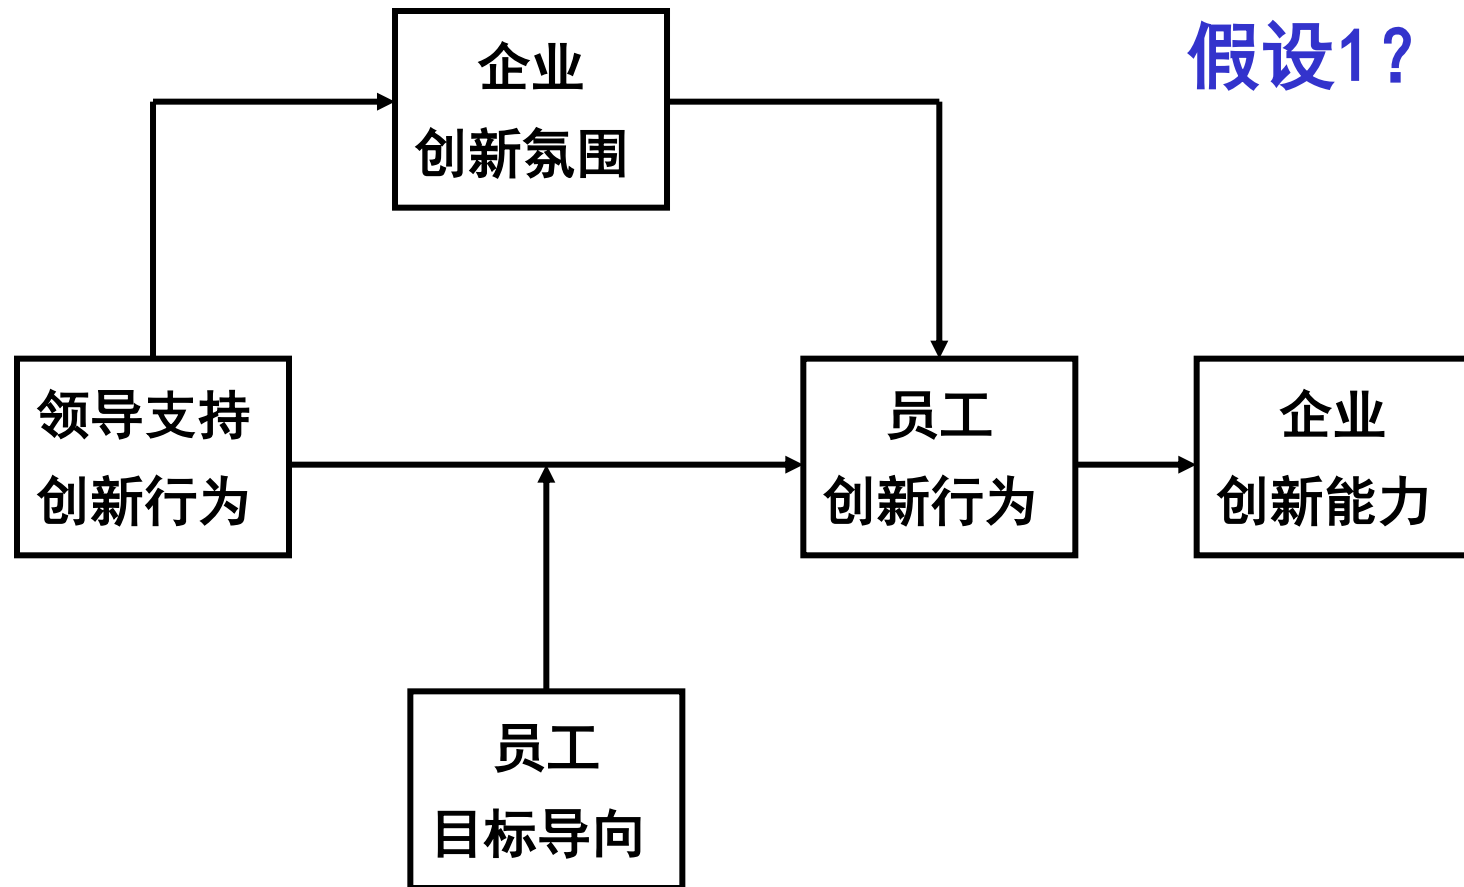 假设1？
企业
创新氛围
领导支持
创新行为
员工
创新行为
企业
创新能力
员工
目标导向